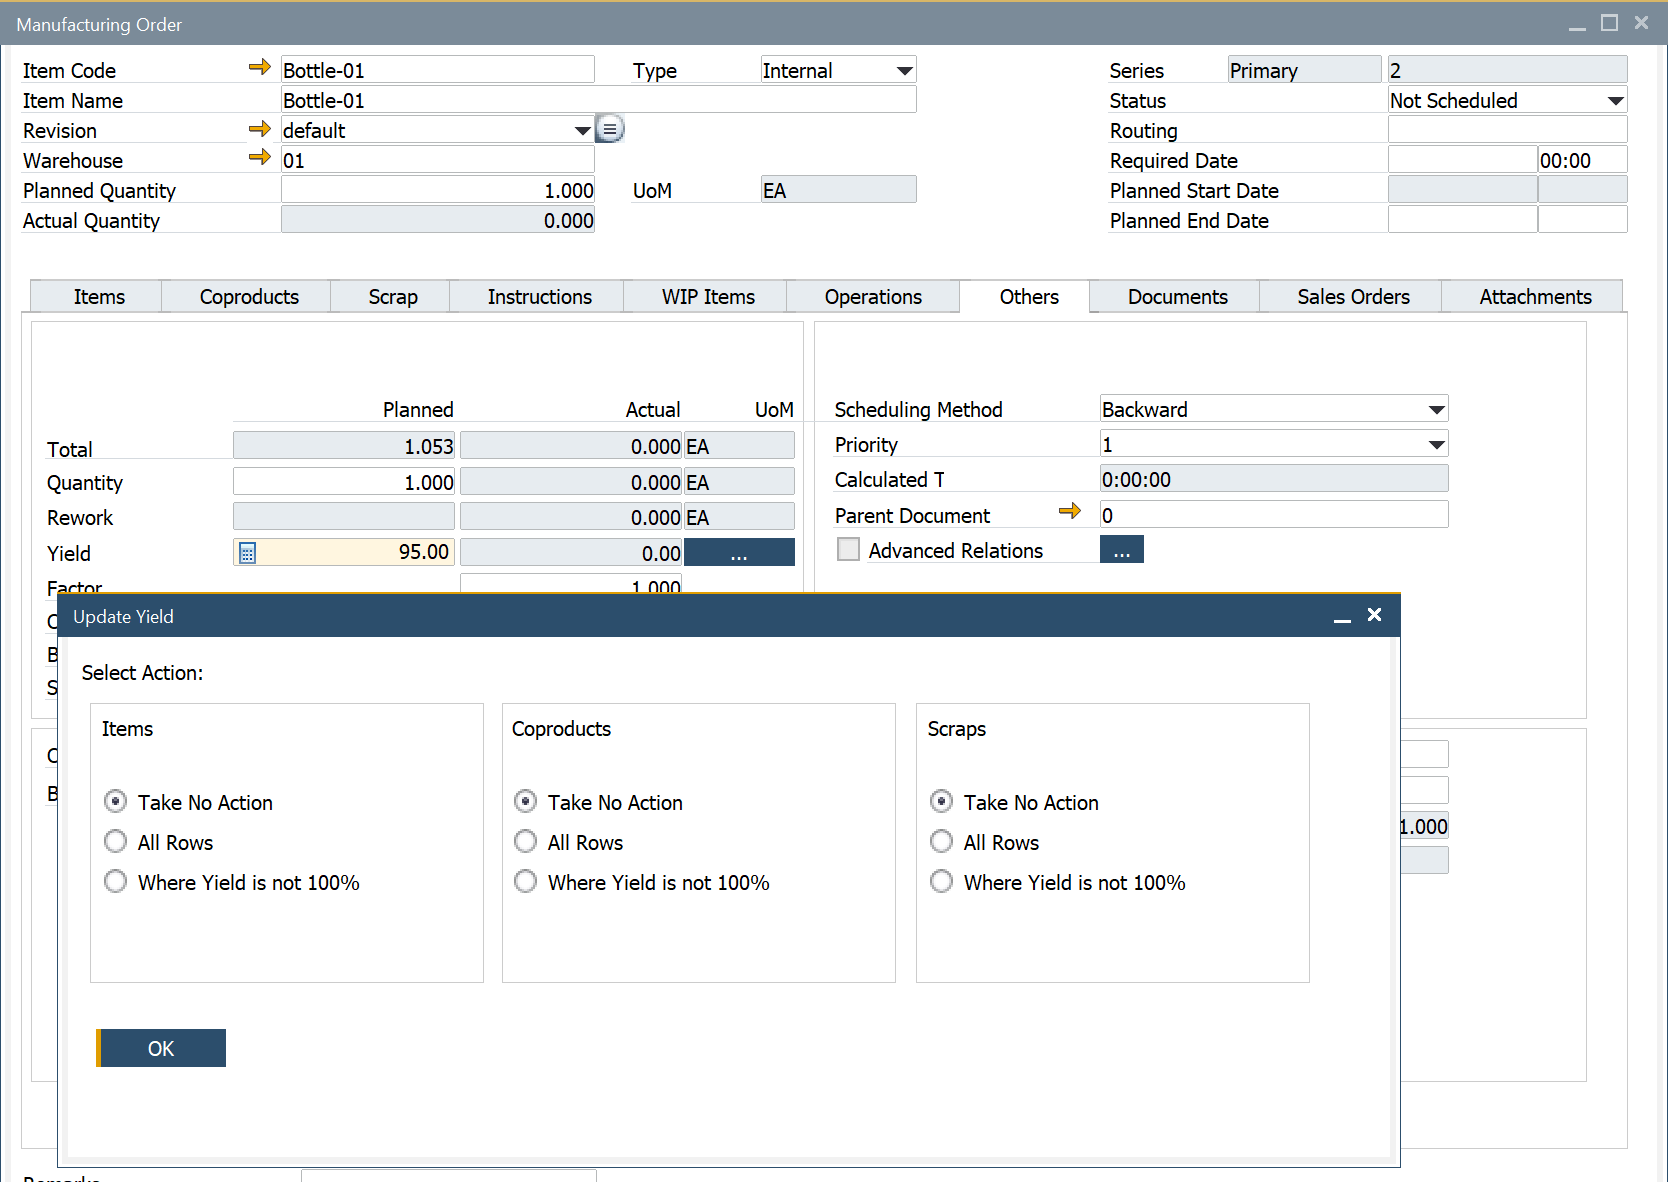 Manufacturing Order
Item Code Bottle-01 Type Internal Series Primary 2
Item Name Bottle-01 Status Not Scheduled
Revision default Routing
Warehouse 01 Required Date 00:00
Planned Quantity 1.000 UoM EA Planned Start Date
Actual Quantity 0.000 Planned End Date
Items Coproducts Scrap Instructions WIP Items Operations Others Documents Sales Orders Attachments
Planned Actual UoM Scheduling Method Backward
Total 1.053 0.000 EA Priority 1
Quantity 1.000 0.000 EA Calculated T 0:00:00
Rework 0.000 EA Parent Document 0
Yield 95.00 0.00 ... Advanced Relations ...
Factor 1.000
Update Yield
Select Action:
Items Coproducts Scraps
Take No Action Take No Action Take No Action
All Rows All Rows All Rows
1.000
Where Yield is not 100% Where Yield is not 100% Where Yield is not 100%
OK
Remarks